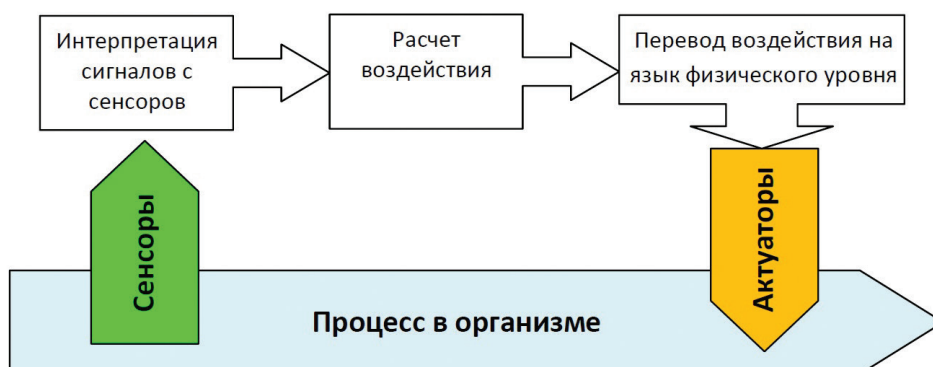 Интерпретация
сигналов с
сенсоров
Расчет
воздействия
Перевод воздействия на
язык физического уровня
Сенсоры
Актуаторы
Процесс в организме